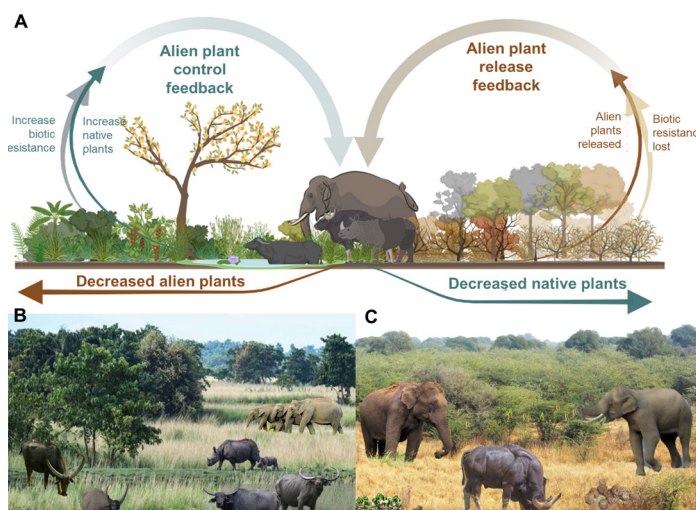 A
Alien plant
control
feedback
Alien plant
release
feedback
Increase
biotic
esistance
Increase
native
plants
Alien
plants
released
Biotic
resistanc
lost
Decreased alien plants
Decreased native plants
B
C